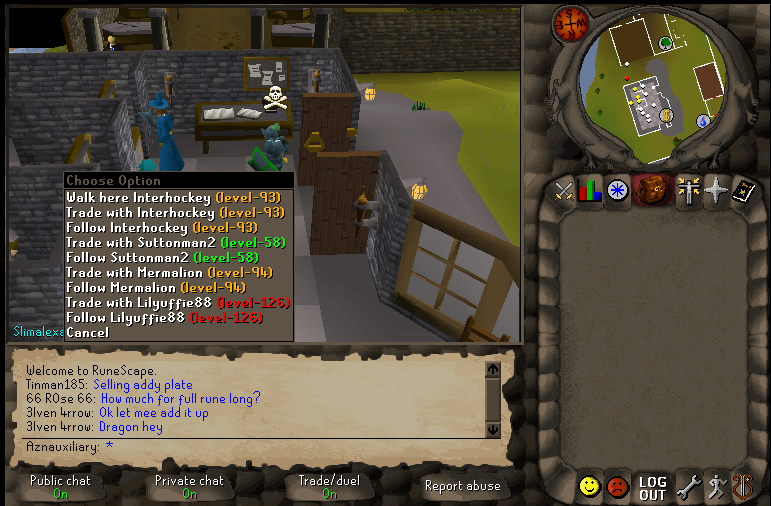 Choose Option
Walk here Interhockey (level-93)
Trade with Interhockey (level-93)
Follow Interhockey (level-93)
Trade with Suttonman2 (level-58)
Follow Suttonman2 (level-58)
Trade with Mermalion (level-94)
Follow Mermalion (level-94)
Trade with Lilyuffie88 (level-126)
Follow Lilyuffie88 (level-126)
Cancel
Slimalexa
Welcome to RuneScape.
Tinman185: Selling addy plate
66 R0se 66: How much for full rune long?
3lven 4rrow: Ok let mee add it up
3lven 4rrow: Dragon hey
Aznauxiliary: *
Public chat
On
Private chat
On
Trade/duel
On
Report abuse
LOG
OUT